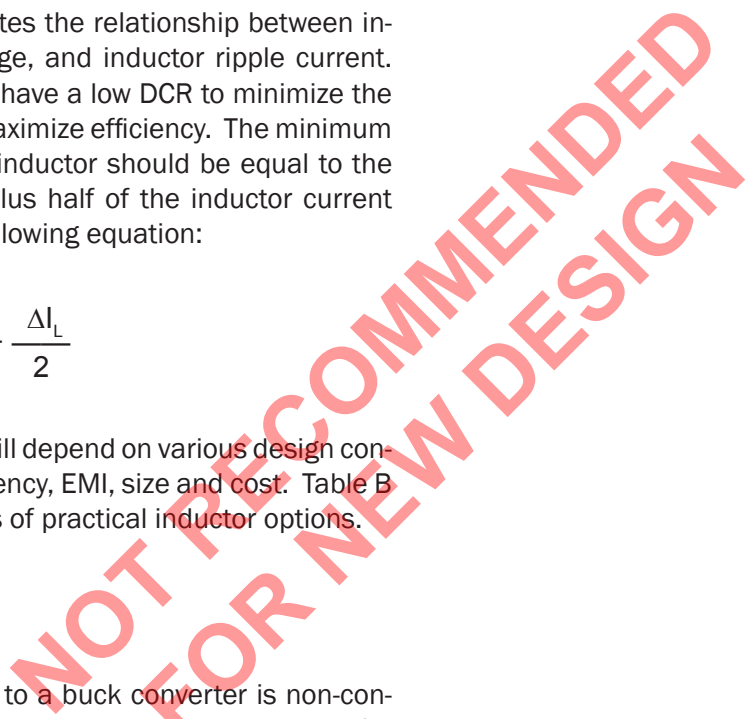 tes the relationship between in-
ge, and inductor ripple current.
have a low DCR to minimize the
aximize efficiency. The minimum
inductor should be equal to the
lus half of the inductor current
lowing equation:
ΔI_L
2
ill depend on various design con-
ency, EMI, size and cost. Table B
s of practical inductor options.
to a buck converter is non-con-
NOT RECOMMENDED
FOR NEW DESIGN